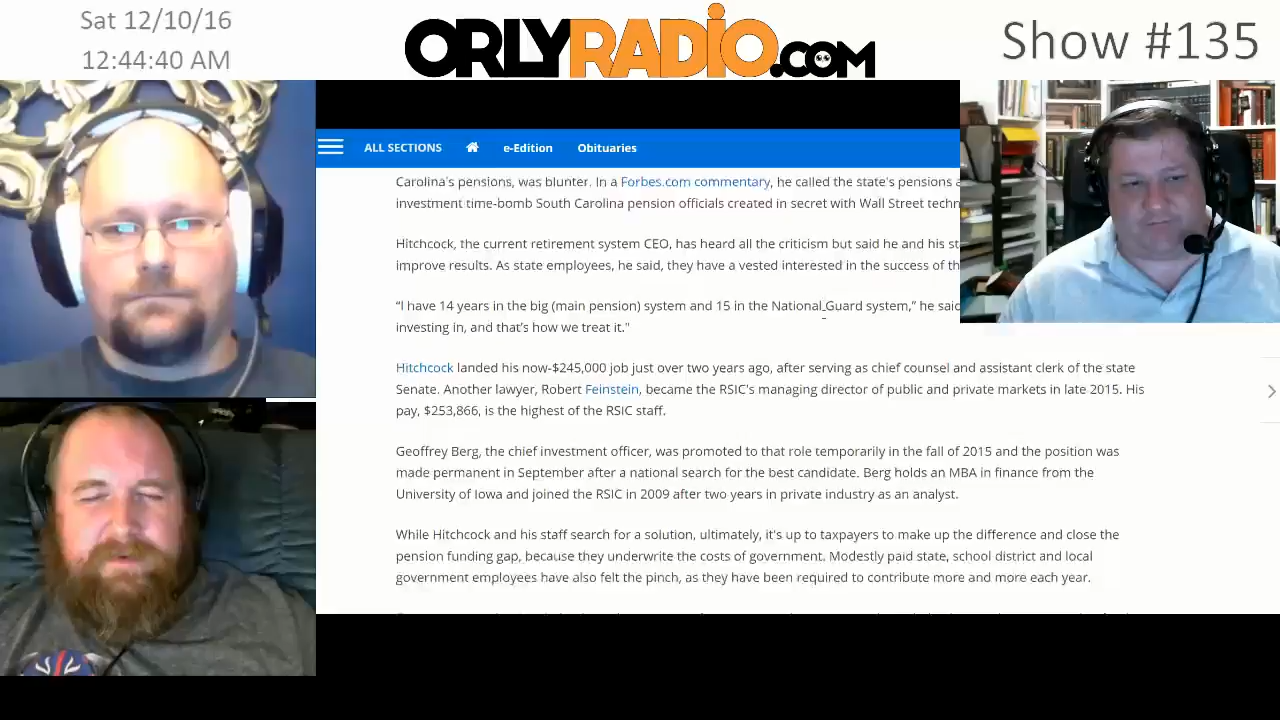 Sat 12/10/16
12:44:40 AM
ORLYRADIO.COM
Show #135
ALL SECTIONS
e-Edition
Obituaries
Carolina's pensions, was blunter. In a Forbes.com commentary, he called the state's pensions
investment time-bomb South Carolina pension officials created in secret with Wall Street
Hitchcock, the current retirement system CEO, has heard all the criticism but said he and his
improve results. As state employees, he said, they have a vested interested in the success of
“I have 14 years in the big (main pension) system and 15 in the National Guard system,” he
investing in, and that's how we treat it."
Hitchcock landed his now-$245,000 job just over two years ago, after serving as chief counsel and assistant clerk of the state
Senate. Another lawyer, Robert Feinstein, became the RSIC's managing director of public and private markets in late 2015. His
pay, $253,866, is the highest of the RSIC staff.
Geoffrey Berg, the chief investment officer, was promoted to that role temporarily in the fall of 2015 and the position was
made permanent in September after a national search for the best candidate. Berg holds an MBA in finance from the
University of Iowa and joined the RSIC in 2009 after two years in private industry as an analyst.
While Hitchcock and his staff search for a solution, ultimately, it's up to taxpayers to make up the difference and close the
pension funding gap, because they underwrite the costs of government. Modestly paid state, school district and local
government employees have also felt the pinch, as they have been required to contribute more and more each year.